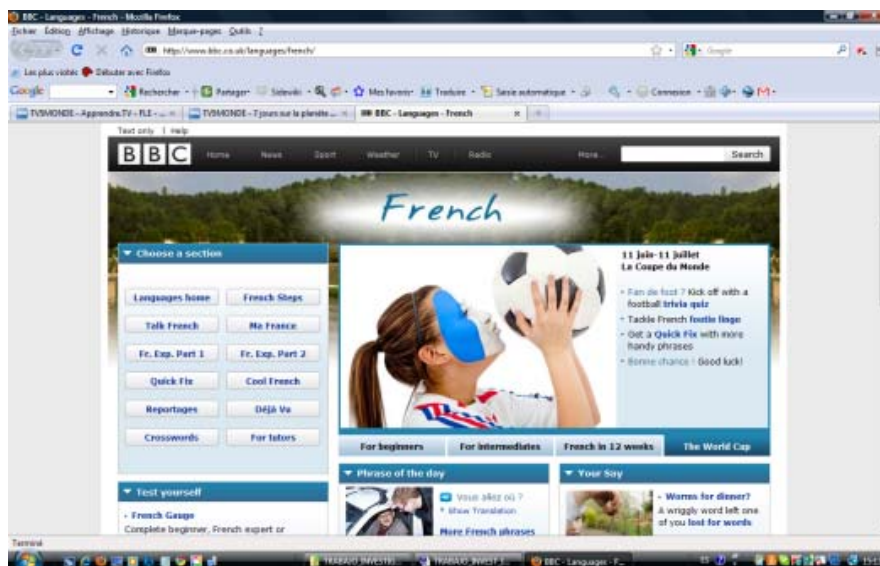 BBC - Languages - French - Mozilla Firefox
Fichier Édition Affichage Historique Marque-pages Outils ?
http://www.bbc.co.uk/languages/french/ Google
Les plus visités Débuter avec Firefox
Google Rechercher Partager Sidewiki Mes favoris Traduire Saisie automatique Connexion
TV5MONDE - Apprendre.TV - FLE - ... TV5MONDE - 7 jours sur la planète ... BBC - Languages - French
Text only | Help
BBC Home News Sport Weather TV Radio More... Search
French
Choose a section
Languages home French Steps
Talk French Ma France
Fr. Exp. Part 1 Fr. Exp. Part 2
Quick Fix Cool French
Reportages Déjà Vu
Crosswords For tutors
Test yourself
French Gauge
Complete beginner, French expert or
11 juin-11 juillet
La Coupe du Monde
Fan de foot ? Kick off with a
football trivia quiz
Tackle French footie lingo
Get a Quick Fix with more
handy phrases
Bonne chance ! Good luck!
For beginners For intermediates French in 12 weeks The World Cup
Phrase of the day
Vous allez où ?
Show Translation
More French phrases
Your Say
Worms for dinner?
A wriggly word left one
of you lost for words
Terminé
BBC - Languages - F... ES